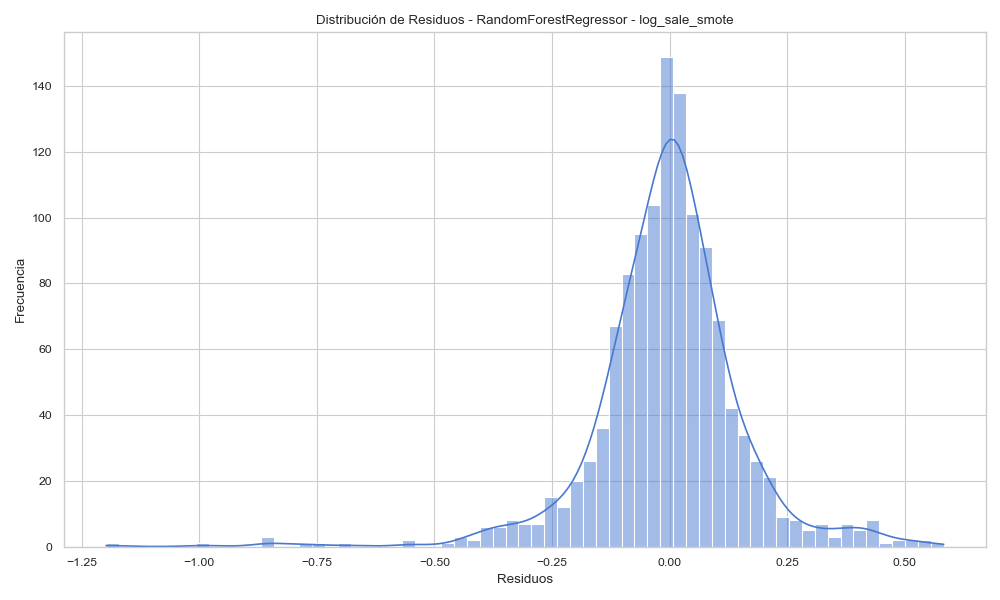 Distribución de Residuos - RandomForestRegressor - log_sale_smote
Frecuencia
140
120
100
80
60
40
20
0
−1.25 −1.00 −0.75 −0.50 −0.25 0.00 0.25 0.50
Residuos